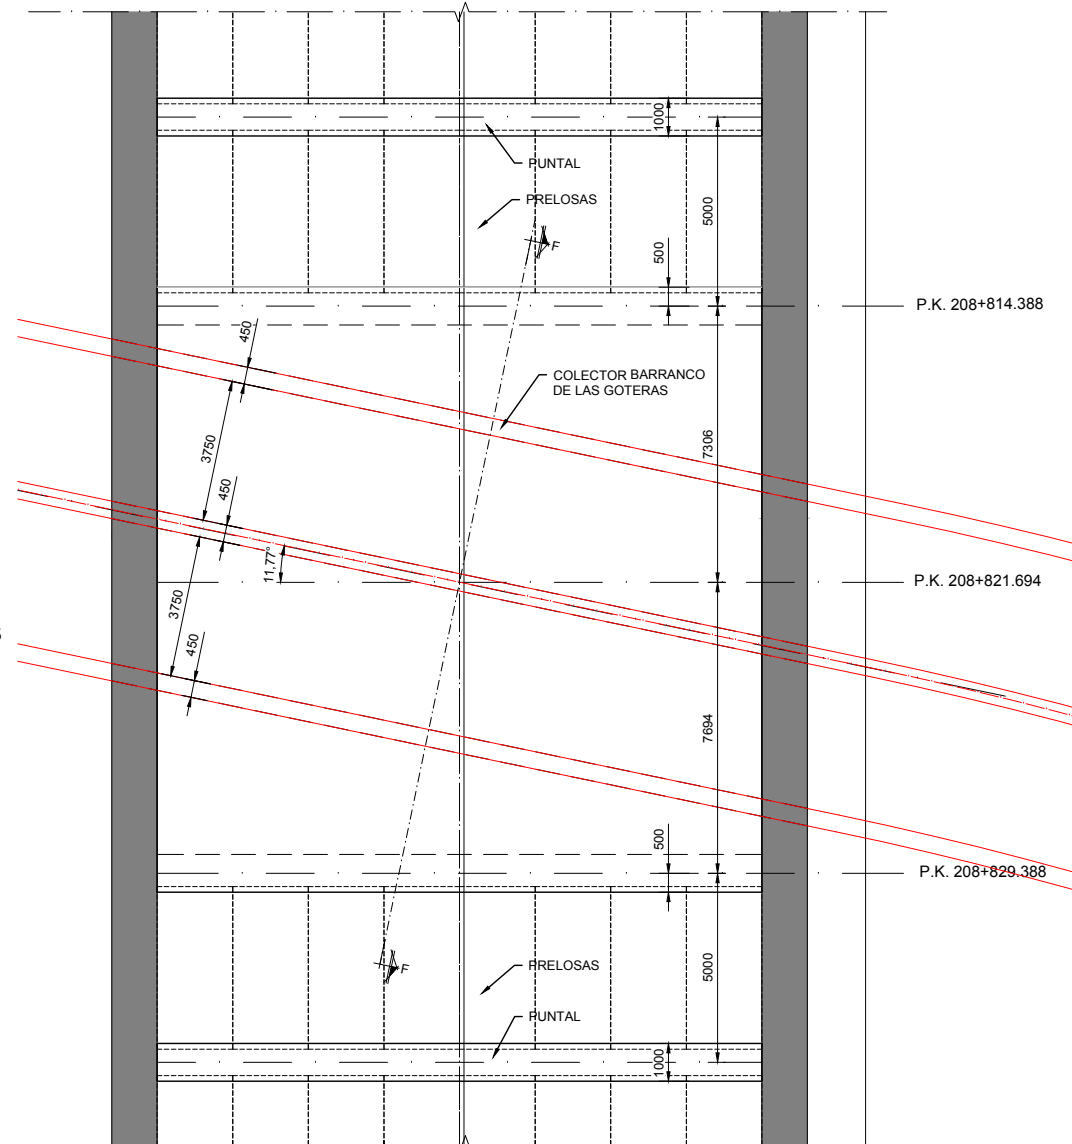 1000
PUNTAL
PRELOSAS
5000
F
500
P.K. 208+814.388
450
COLECTOR BARRANCO
DE LAS GOTERAS
7306
3750
450
11,77°
P.K. 208+821.694
3750
450
7694
500
P.K. 208+829.388
F
PRELOSAS
5000
PUNTAL
1000